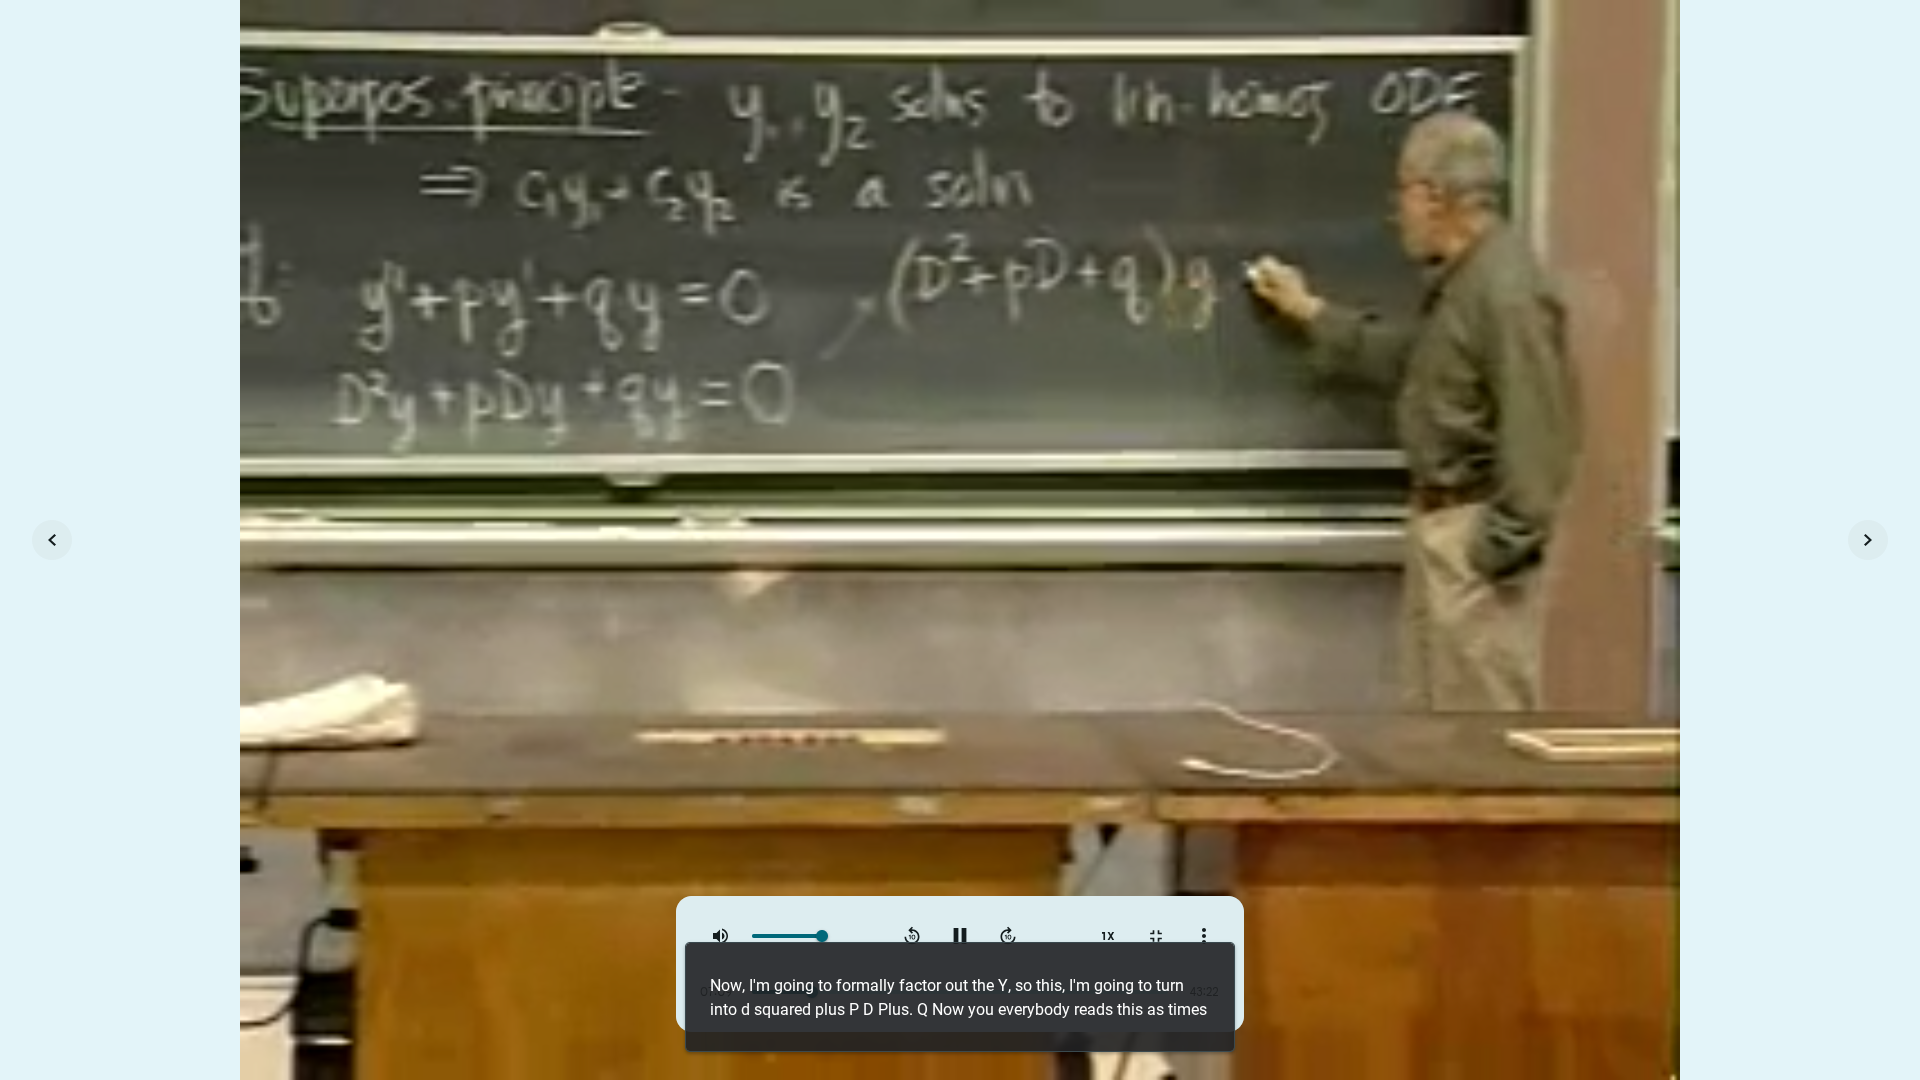 Superpos. principle - y₁, y₂ solns to lin. homog ODE
⇒ c₁y₁ + c₂y₂ is a soln
y'' + py' + qy = 0
(D² + pD + q)y
D²y + pDy + qy = 0
1X
Now, I'm going to formally factor out the Y, so this, I'm going to turn
into d squared plus P D Plus. Q Now you everybody reads this as times
43:22